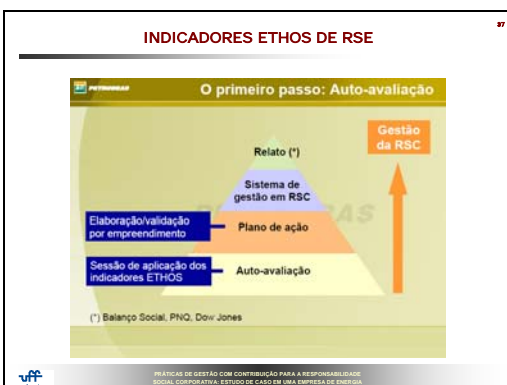 37
INDICADORES ETHOS DE RSE
BR PETROBRAS
O primeiro passo: Auto-avaliação
Gestão
da RSC
Relato (*)
Sistema de
gestão em RSC
Elaboração/validação
por empreendimento
Plano de ação
Sessão de aplicação dos
indicadores ETHOS
Auto-avaliação
(*) Balanço Social, PNQ, Dow Jones
uff
PRÁTICAS DE GESTÃO COM CONTRIBUIÇÃO PARA A RESPONSABILIDADE
SOCIAL CORPORATIVA: ESTUDO DE CASO EM UMA EMPRESA DE ENERGIA